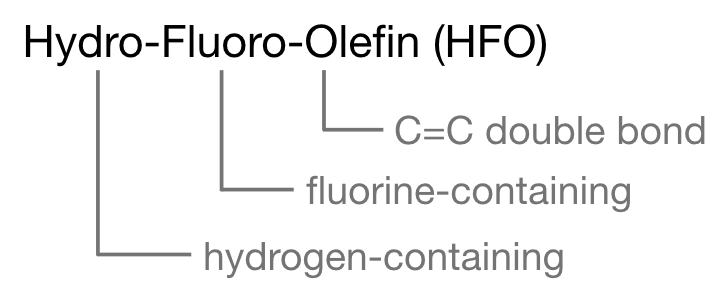 Hydro-Fluoro-Olefin (HFO)
C=C double bond
fluorine-containing
hydrogen-containing